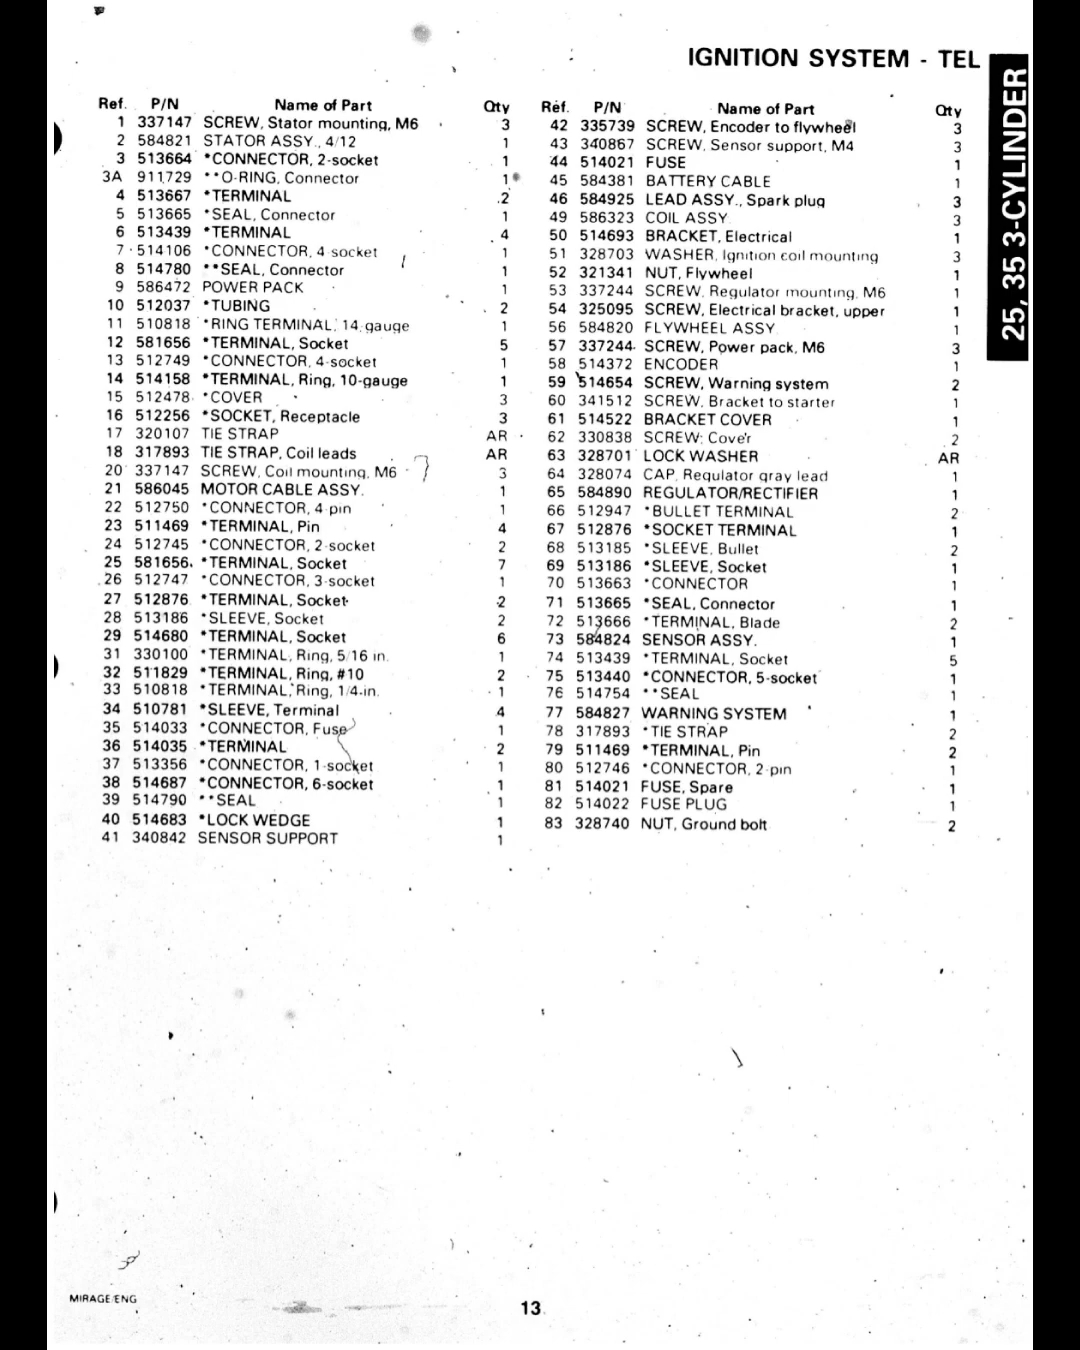 IGNITION SYSTEM - TEL
25, 35 3-CYLINDER
Ref. P/N Name of Part Qty
1 337147 SCREW, Stator mounting, M6 3
2 584821 STATOR ASSY., 4/12 1
3 513664 *CONNECTOR, 2-socket 1
3A 911729 **O-RING, Connector 1
4 513667 *TERMINAL 2
5 513665 *SEAL, Connector 1
6 513439 *TERMINAL 4
7 514106 *CONNECTOR, 4-socket 1
8 514780 **SEAL, Connector 1
9 586472 POWER PACK 1
10 512037 *TUBING 2
11 510818 *RING TERMINAL, 14-gauge 1
12 581656 *TERMINAL, Socket 5
13 512749 *CONNECTOR, 4-socket 1
14 514158 *TERMINAL, Ring, 10-gauge 1
15 512478 *COVER 3
16 512256 *SOCKET, Receptacle 3
17 320107 TIE STRAP AR
18 317893 TIE STRAP, Coil leads AR
20 337147 SCREW, Coil mounting, M6 3
21 586045 MOTOR CABLE ASSY. 1
22 512750 *CONNECTOR, 4-pin 1
23 511469 *TERMINAL, Pin 4
24 512745 *CONNECTOR, 2-socket 2
25 581656 *TERMINAL, Socket 7
26 512747 *CONNECTOR, 3-socket 1
27 512876 *TERMINAL, Socket 2
28 513186 *SLEEVE, Socket 2
29 514680 *TERMINAL, Socket 6
31 330100 *TERMINAL, Ring, 5/16 in. 1
32 511829 *TERMINAL, Ring, #10 2
33 510818 *TERMINAL, Ring, 1/4-in. 1
34 510781 *SLEEVE, Terminal 4
35 514033 *CONNECTOR, Fuse 1
36 514035 *TERMINAL 2
37 513356 *CONNECTOR, 1-socket 1
38 514687 *CONNECTOR, 6-socket 1
39 514790 **SEAL 1
40 514683 *LOCK WEDGE 1
41 340842 SENSOR SUPPORT 1
Ref. P/N Name of Part Qty
42 335739 SCREW, Encoder to flywheel 3
43 340867 SCREW, Sensor support, M4 3
44 514021 FUSE 1
45 584381 BATTERY CABLE 1
46 584925 LEAD ASSY., Spark plug 3
49 586323 COIL ASSY. 3
50 514693 BRACKET, Electrical 1
51 328703 WASHER, Ignition coil mounting 3
52 321341 NUT, Flywheel 1
53 337244 SCREW, Regulator mounting, M6 1
54 325095 SCREW, Electrical bracket, upper 1
56 584820 FLYWHEEL ASSY. 1
57 337244 SCREW, Power pack, M6 3
58 514372 ENCODER 1
59 514654 SCREW, Warning system 2
60 341512 SCREW, Bracket to starter 1
61 514522 BRACKET COVER 1
62 330838 SCREW, Cover 2
63 328701 LOCK WASHER AR
64 328074 CAP, Regulator gray lead 1
65 584890 REGULATOR/RECTIFIER 1
66 512947 *BULLET TERMINAL 2
67 512876 *SOCKET TERMINAL 1
68 513185 *SLEEVE, Bullet 2
69 513186 *SLEEVE, Socket 1
70 513663 *CONNECTOR 1
71 513665 *SEAL, Connector 1
72 513666 *TERMINAL, Blade 2
73 584824 SENSOR ASSY. 1
74 513439 *TERMINAL, Socket 5
75 513440 *CONNECTOR, 5-socket 1
76 514754 **SEAL 1
77 584827 WARNING SYSTEM 1
78 317893 *TIE STRAP 2
79 511469 *TERMINAL, Pin 2
80 512746 *CONNECTOR, 2-pin 1
81 514021 FUSE, Spare 1
82 514022 FUSE PLUG 1
83 328740 NUT, Ground bolt 2
MIRAGE/ENG
13